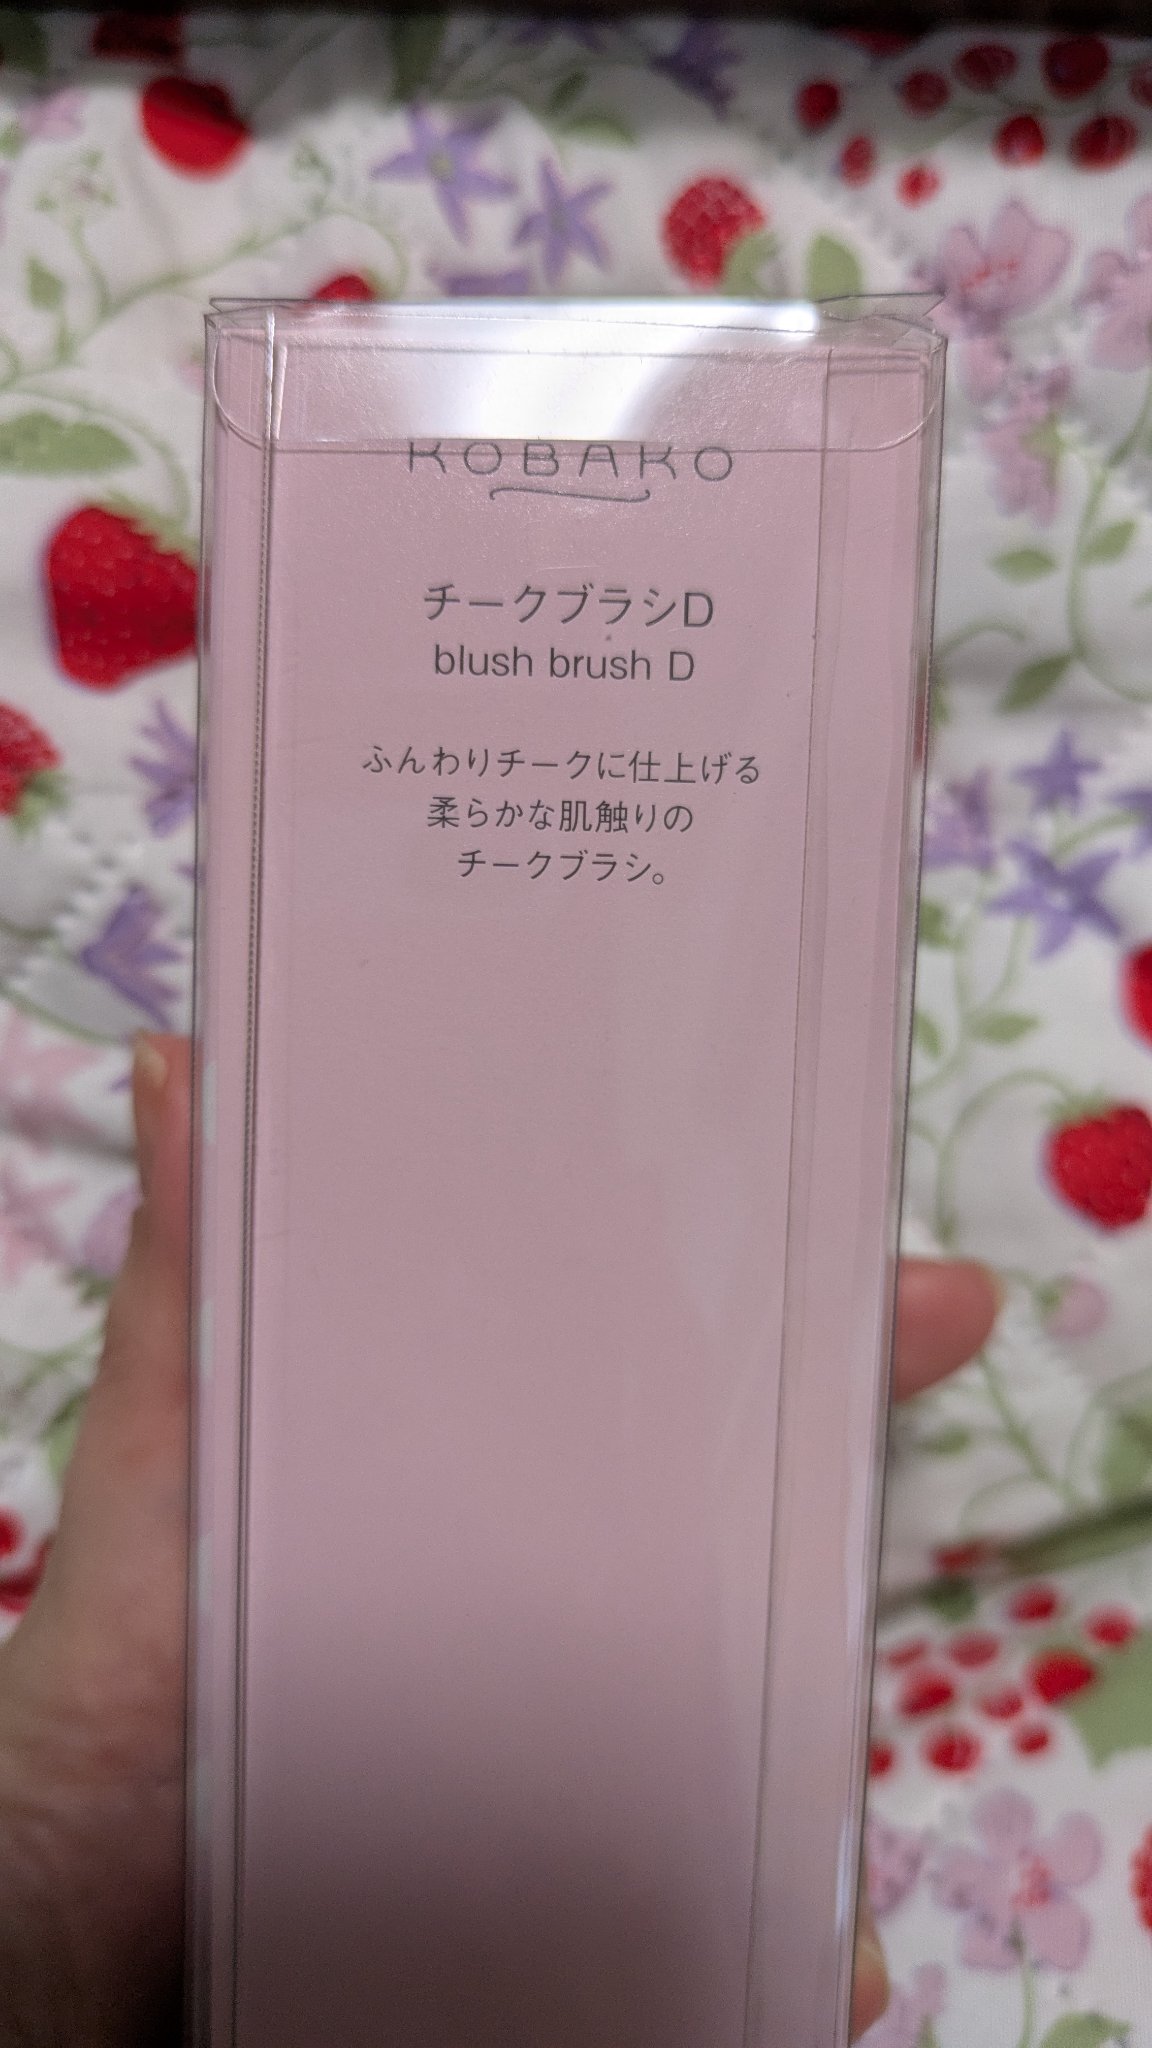 KOBAKO
チークブラシD
blush brush D
ふんわりチークに仕上げる
柔らかな肌触りの
チークブラシ。